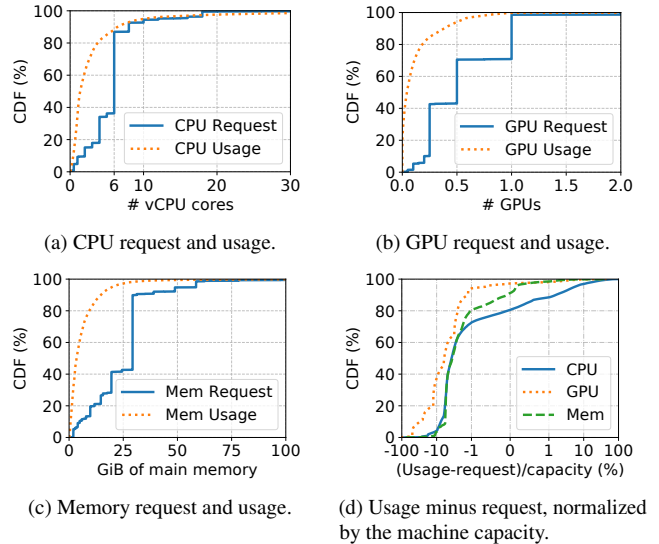 100
80
60
40
20
0
CDF (%)
CPU Request
CPU Usage
0 6 10 20 30
# vCPU cores
(a) CPU request and usage.
100
80
60
40
20
0
CDF (%)
GPU Request
GPU Usage
0.0 0.5 1.0 1.5 2.0
# GPUs
(b) GPU request and usage.
100
80
60
40
20
0
CDF (%)
Mem Request
Mem Usage
0 25 50 75 100
GiB of main memory
(c) Memory request and usage.
100
80
60
40
20
0
CDF (%)
CPU
GPU
Mem
-100 -10 -1 0 1 10 100
(Usage-request)/capacity (%)
(d) Usage minus request, normalized
by the machine capacity.